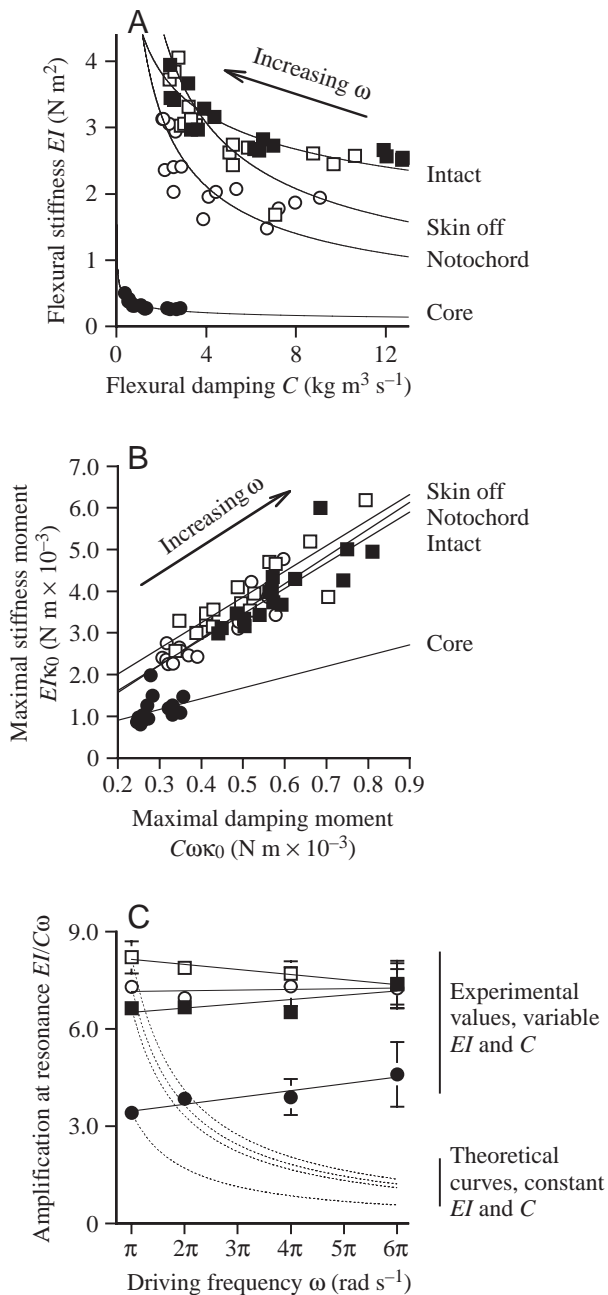 A
Flexural stiffness EI (N m²)
4
3
2
1
0
Increasing ω
Intact
Skin off
Notochord
Core
0 4 8 12
Flexural damping C (kg m³ s⁻¹)
B
Maximal stiffness moment
EIκ₀ (N m × 10⁻³)
7.0
6.0
5.0
4.0
3.0
2.0
1.0
0
Increasing ω
Skin off
Notochord
Intact
Core
0.2 0.3 0.4 0.5 0.6 0.7 0.8 0.9
Maximal damping moment
Cωκ₀ (N m × 10⁻³)
C
Amplification at resonance EI/Cω
9.0
6.0
3.0
0
Experimental
values, variable
EI and C
Theoretical
curves, constant
EI and C
π 2π 3π 4π 5π 6π
Driving frequency ω (rad s⁻¹)